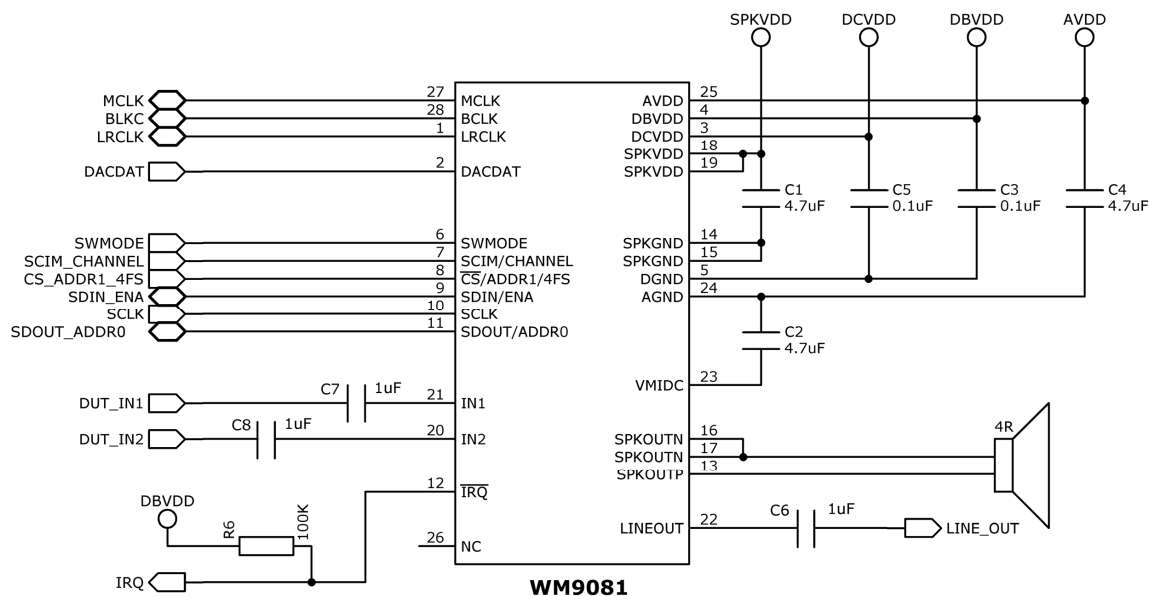 SPKVDD DCVDD DBVDD AVDD
MCLK 27 MCLK AVDD 25
BLKC 28 BCLK DBVDD 4
LRCLK 1 LRCLK DCVDD 3
SPKVDD 18
DACDAT 2 DACDAT SPKVDD 19
C1 C5 C3 C4
4.7uF 0.1uF 0.1uF 4.7uF
SWMODE 6 SWMODE SPKGND 14
SCIM_CHANNEL 7 SCIM/CHANNEL SPKGND 15
CS_ADDR1_4FS 8 CS/ADDR1/4FS DGND 5
SDIN_ENA 9 SDIN/ENA AGND 24
SCLK 10 SCLK
SDOUT_ADDR0 11 SDOUT/ADDR0 C2
4.7uF
VMIDC 23
DUT_IN1 C7 1uF 21 IN1
DUT_IN2 C8 1uF 20 IN2 SPKOUTN 16
SPKOUTN 17 4R
SPKOUTP 13
12 IRQ
DBVDD
R6 100K LINEOUT 22 C6 1uF LINE_OUT
26 NC
IRQ
WM9081